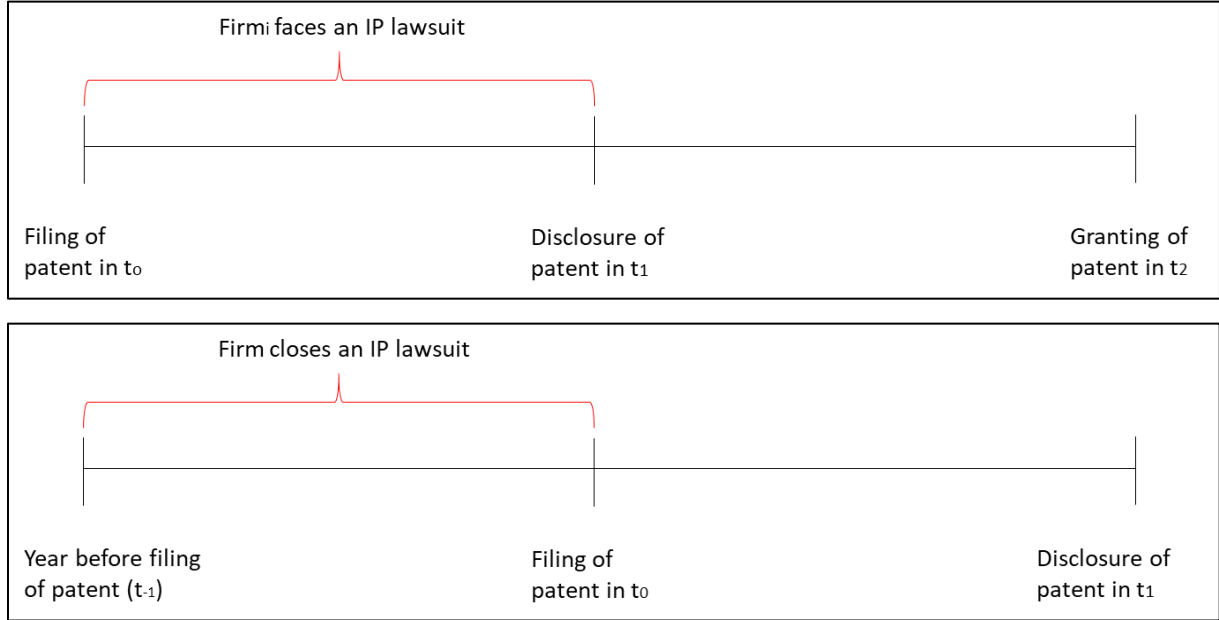 Firmi faces an IP lawsuit
Filing of
patent in t0
Disclosure of
patent in t1
Granting of
patent in t2
Firm closes an IP lawsuit
Year before filing
of patent (t-1)
Filing of
patent in t0
Disclosure of
patent in t1